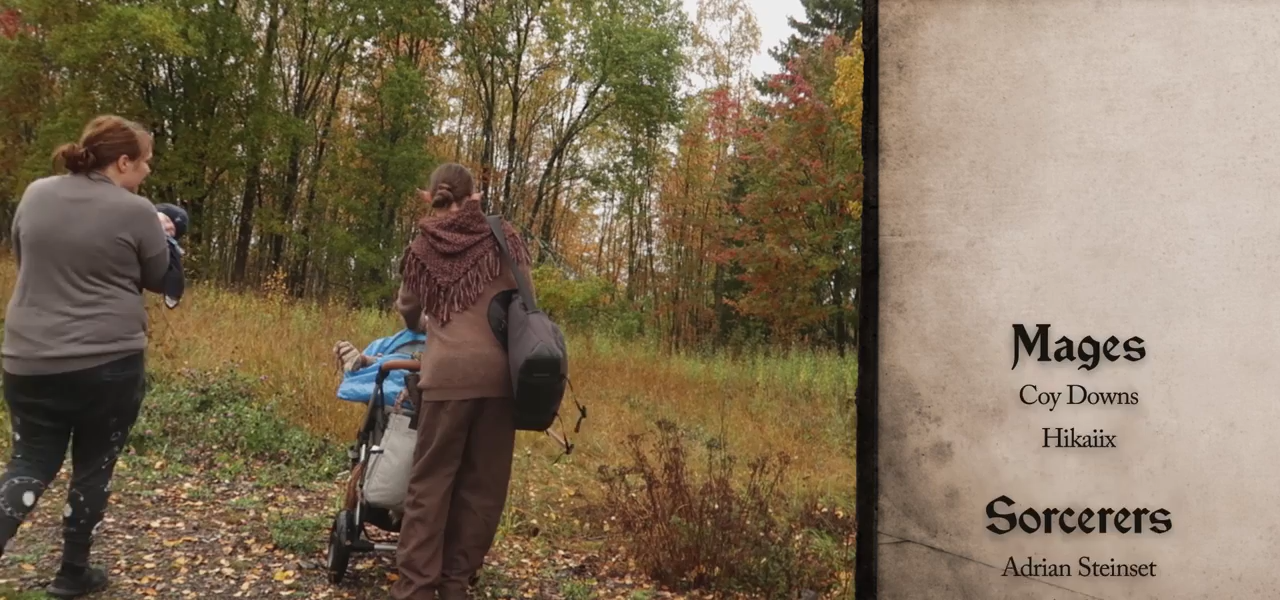 Mages
Coy Downs
Hikaiix
Sorcerers
Adrian Steinset